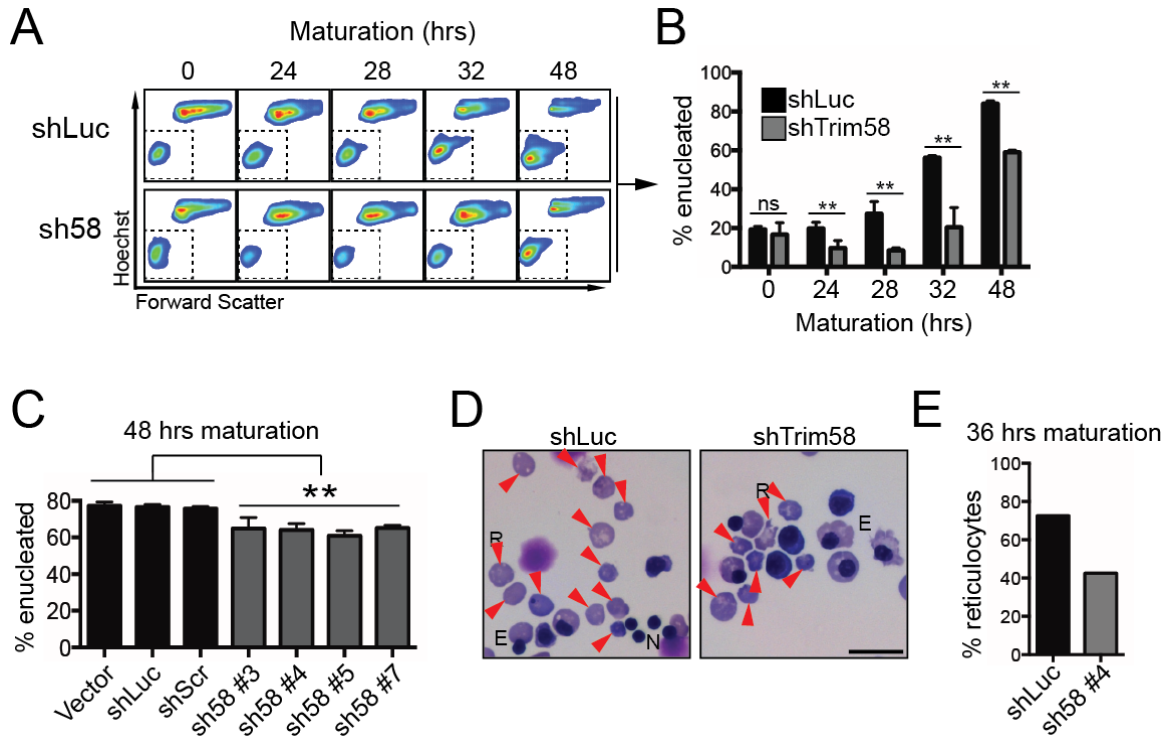 A
Maturation (hrs)
0 24 28 32 48
shLuc
sh58
Hoechst
Forward Scatter
B
% enucleated
100
80
60
40
20
0
shLuc
shTrim58
ns ** ** ** **
0 24 28 32 48
Maturation (hrs)
C
48 hrs maturation
% enucleated
80
60
40
20
0
**
Vector shLuc shScr sh58 #3 sh58 #4 sh58 #5 sh58 #7
D
shLuc shTrim58
R
E
N
R
E
E
36 hrs maturation
% reticulocytes
100
80
60
40
20
0
shLuc sh58 #4